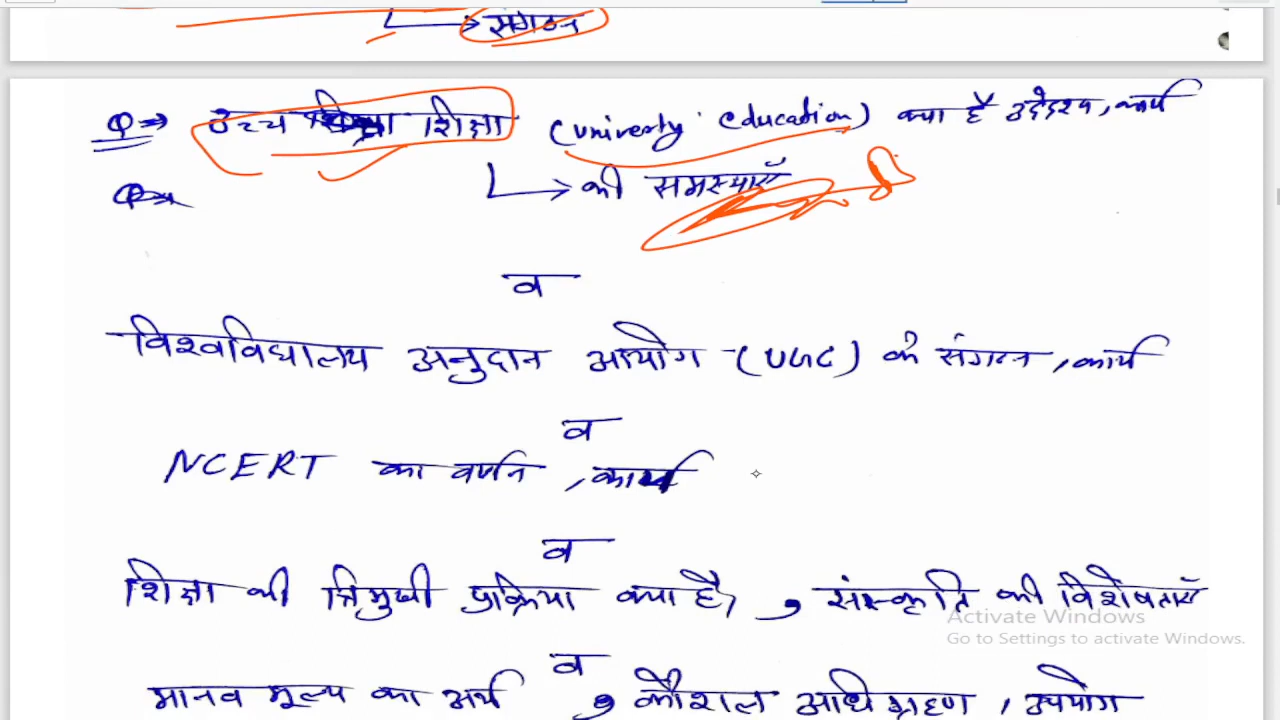 संगठन
Q⇒ उच्च शिक्षा (Univerty Education) क्या है उद्देश्य, कार्य
Q→ की समस्याएँ
व
विश्वविद्यालय अनुदान आयोग (UGC) के संगठन, कार्य
व
NCERT का वर्णन, कार्य
व
शिक्षा की त्रिमुखी प्रक्रिया क्या है, , संस्कृति की विशेषताएँ
व
मानव मूल्य का अर्थ , कौशल अधिग्रहण, उपयोग
Activate Windows
Go to Settings to activate Windows.